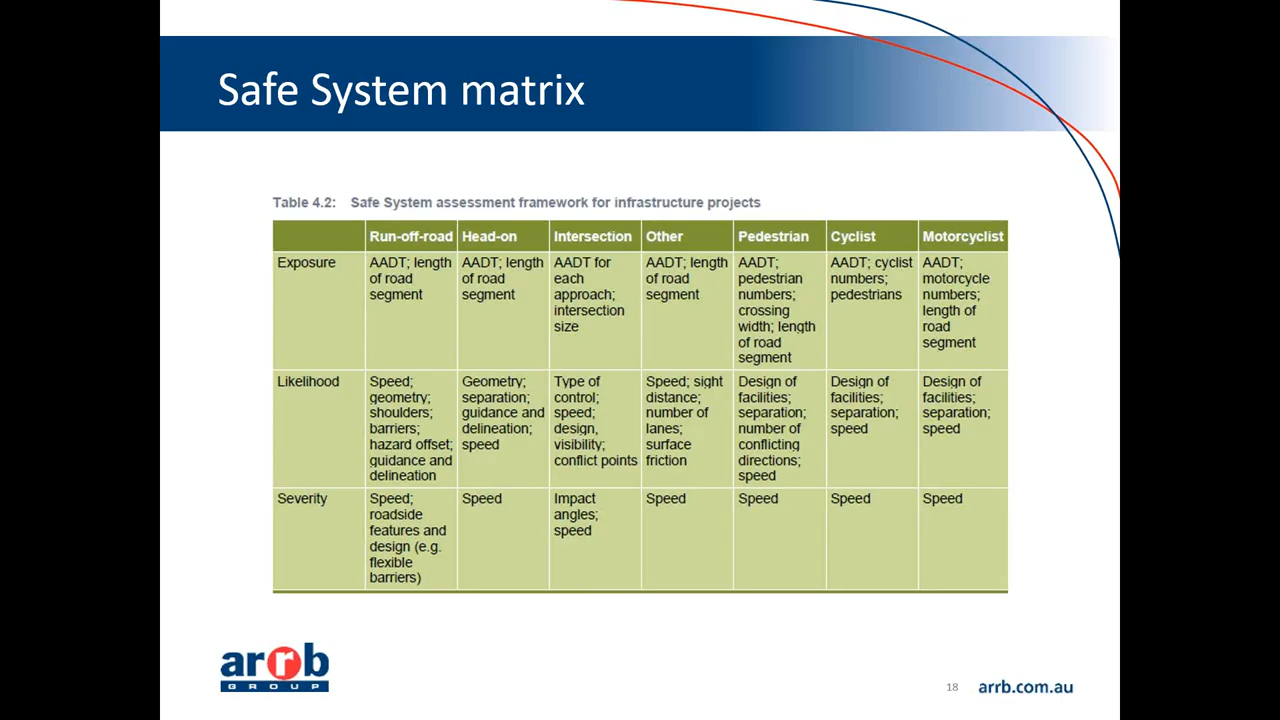 Safe System matrix
Table 4.2: Safe System assessment framework for infrastructure projects
Run-off-road Head-on Intersection Other Pedestrian Cyclist Motorcyclist
Exposure AADT; length AADT; length AADT for AADT; length AADT; AADT; cyclist AADT;
of road of road each of road pedestrian numbers; motorcycle
segment segment approach; segment numbers; pedestrians numbers;
intersection crossing length of
size width; length road
of road segment
segment
Likelihood Speed; Geometry; Type of Speed; sight Design of Design of Design of
geometry; separation; control; distance; facilities; facilities; facilities;
shoulders; guidance and speed; number of separation; separation; separation;
barriers; delineation; design, lanes; number of speed speed
hazard offset; speed visibility; surface conflicting
guidance and conflict points friction directions;
delineation speed
Severity Speed; Speed Impact Speed Speed Speed Speed
roadside angles;
features and speed
design (e.g.
flexible
barriers)
arrb
GROUP
18 arrb.com.au